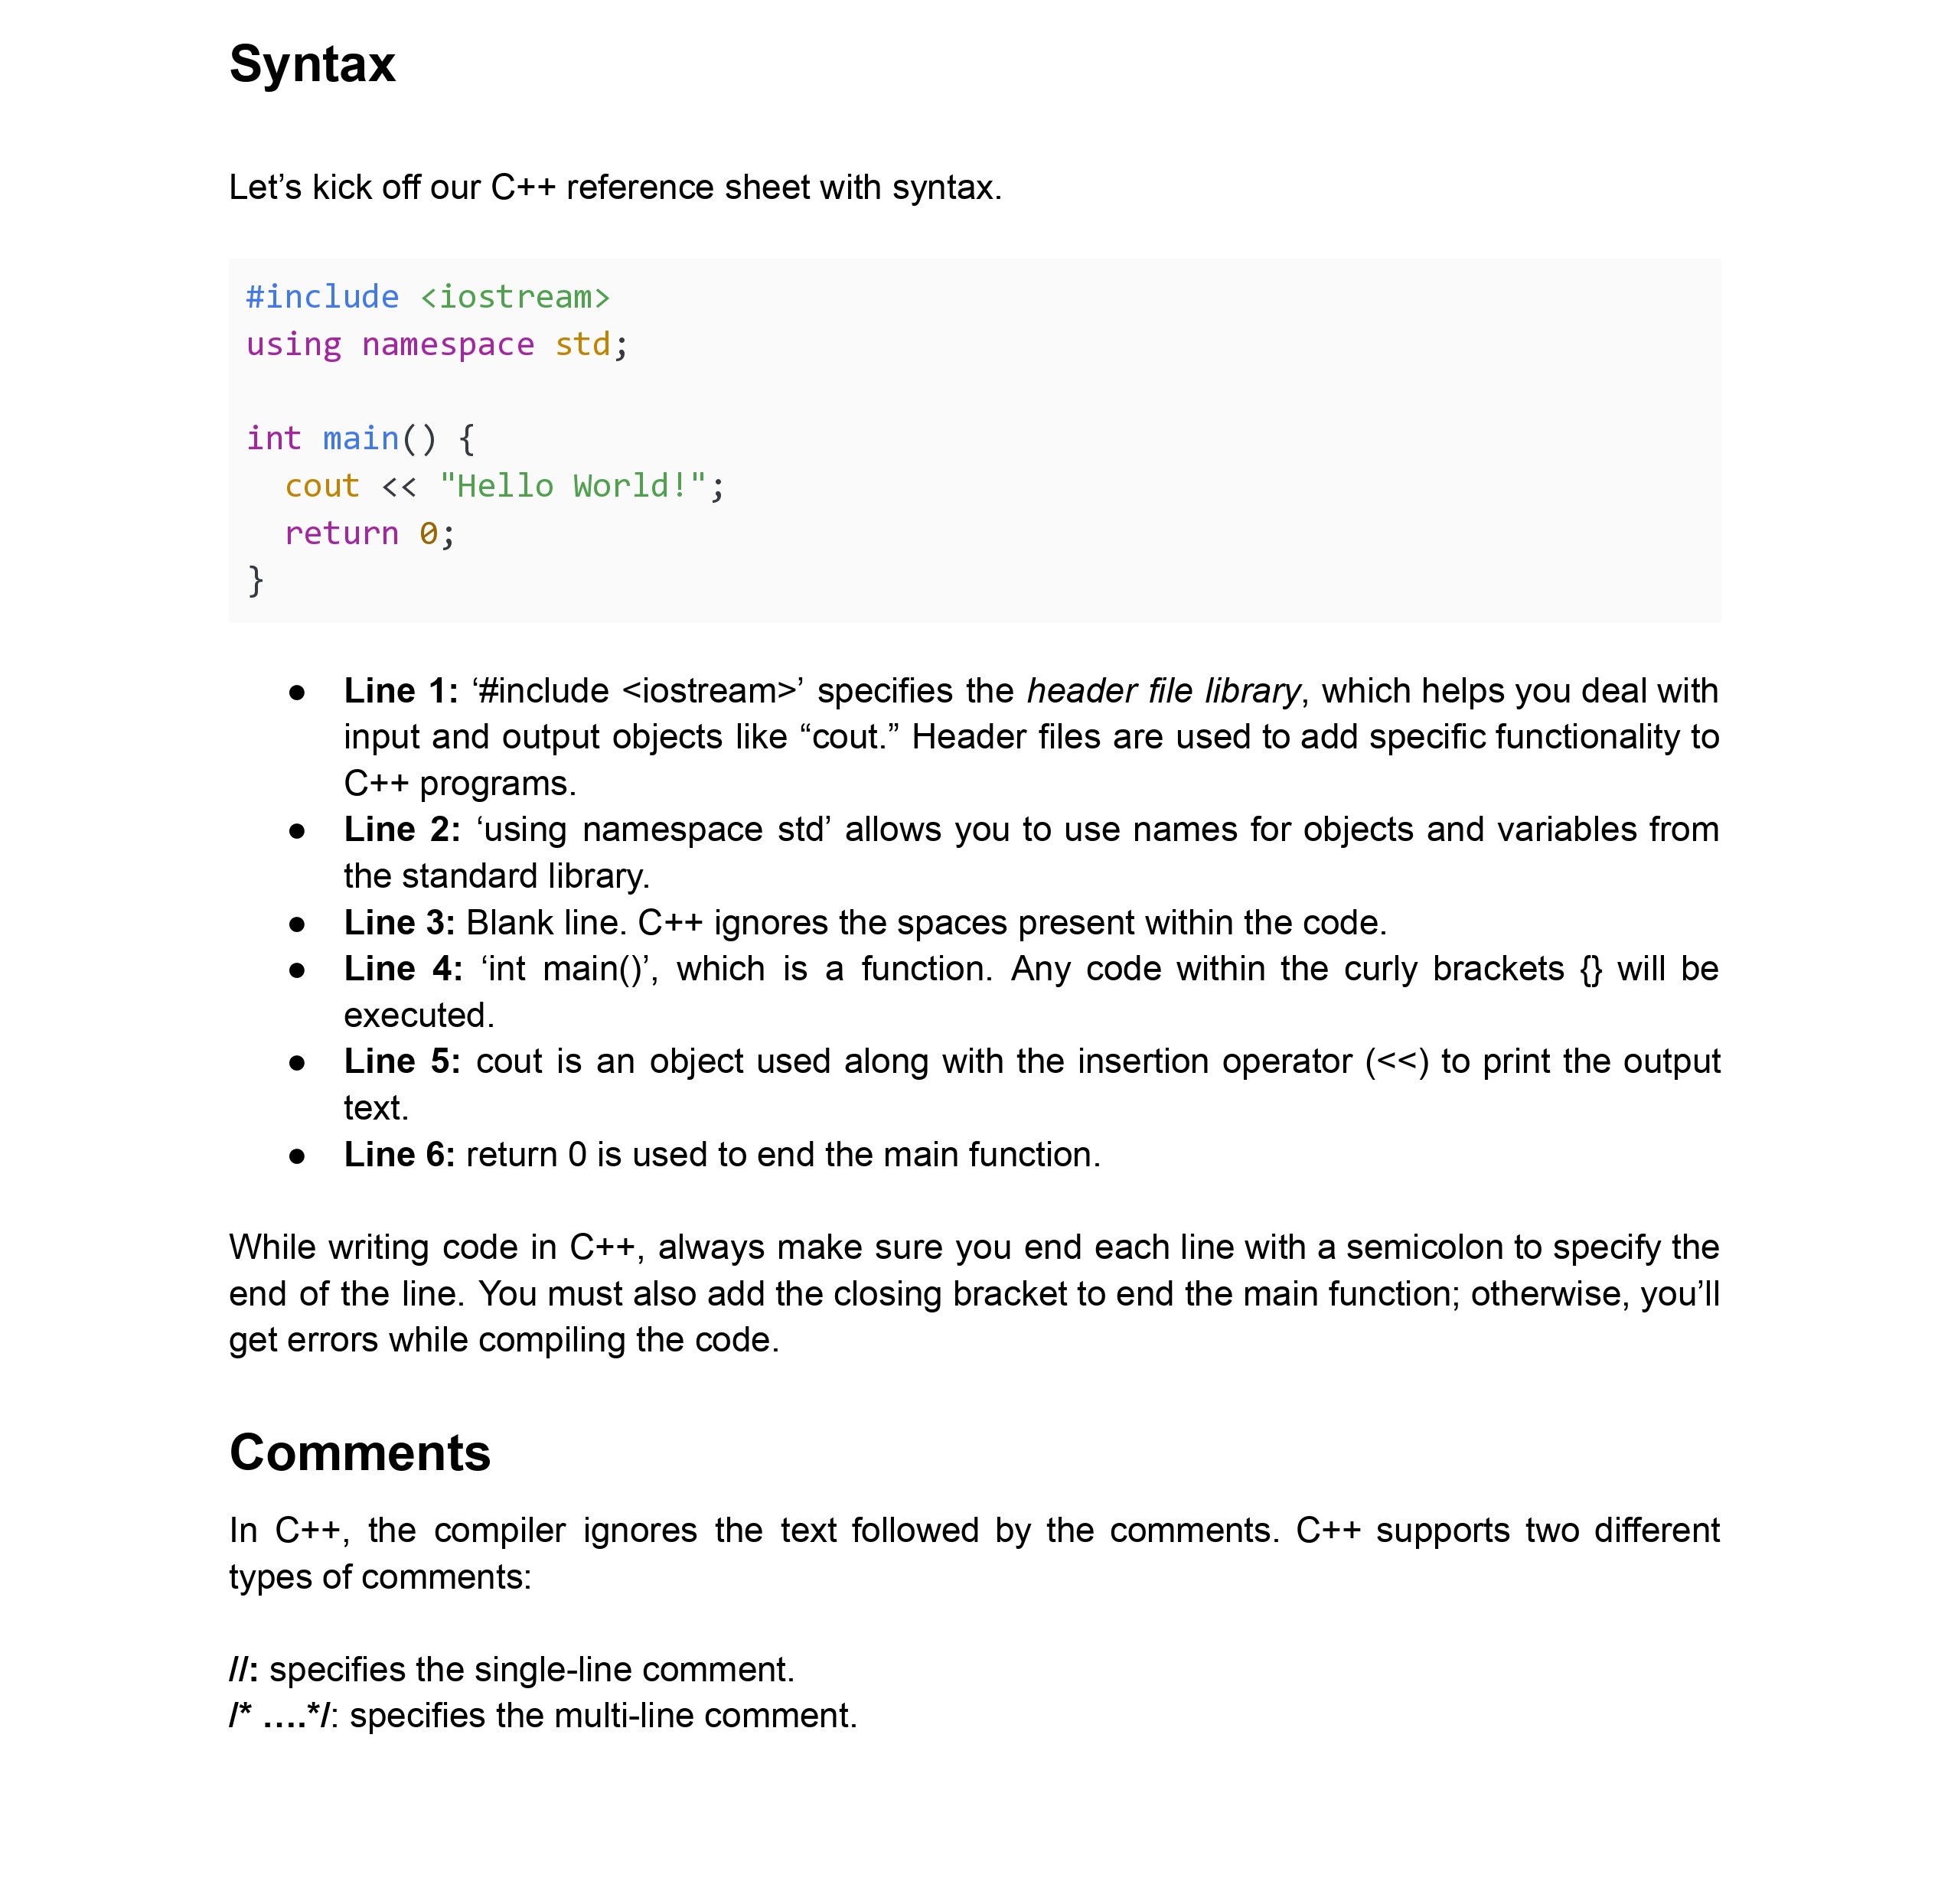 Syntax
Let’s kick off our C++ reference sheet with syntax.
#include <iostream>
using namespace std;
int main() {
  cout << "Hello World!";
  return 0;
}
● Line 1: ‘#include <iostream>’ specifies the header file library, which helps you deal with
input and output objects like “cout.” Header files are used to add specific functionality to
C++ programs.
● Line 2: ‘using namespace std’ allows you to use names for objects and variables from
the standard library.
● Line 3: Blank line. C++ ignores the spaces present within the code.
● Line 4: ‘int main()’, which is a function. Any code within the curly brackets {} will be
executed.
● Line 5: cout is an object used along with the insertion operator (<<) to print the output
text.
● Line 6: return 0 is used to end the main function.
While writing code in C++, always make sure you end each line with a semicolon to specify the
end of the line. You must also add the closing bracket to end the main function; otherwise, you’ll
get errors while compiling the code.
Comments
In C++, the compiler ignores the text followed by the comments. C++ supports two different
types of comments:
//: specifies the single-line comment.
/* ….*/: specifies the multi-line comment.